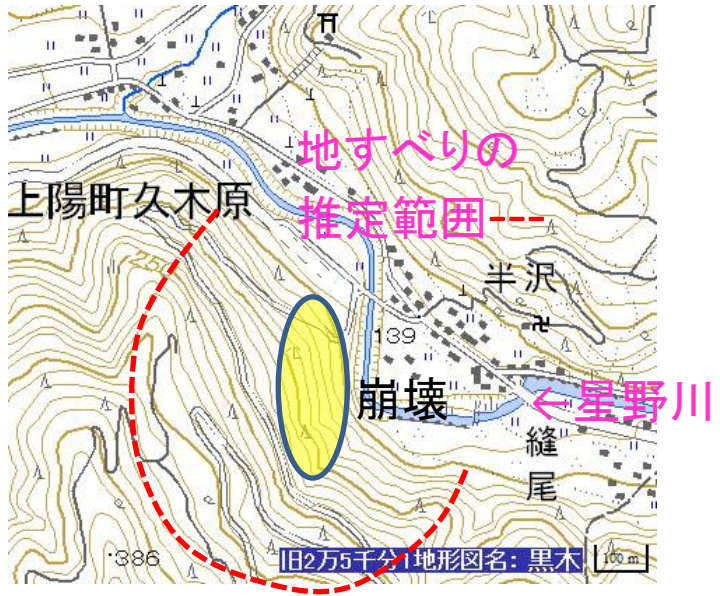 地すべりの
推定範囲
上陽町久木原
250
半沢
139
崩壊
←星野川
縫尾
・386
旧2万5千分1地形図名: 黒木
100 m